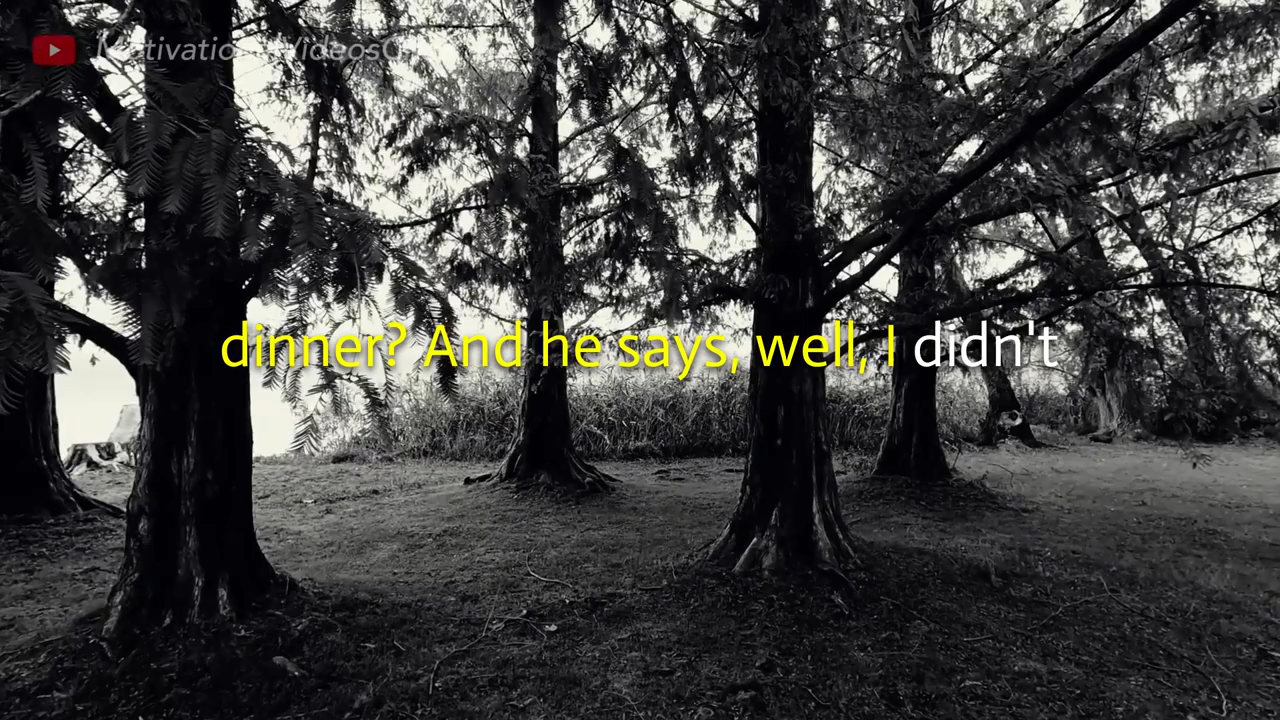 dinner? And he says, well, I didn't